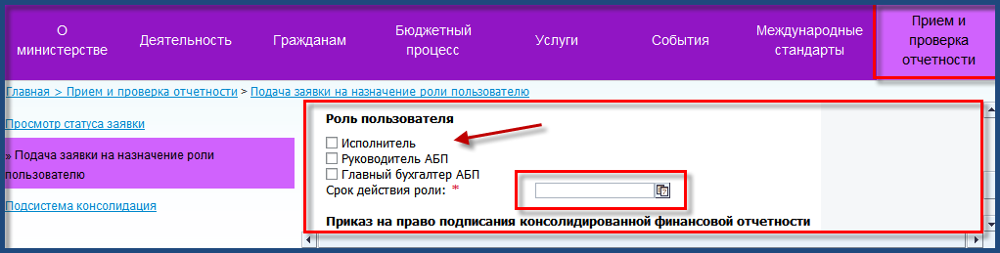 О министерстве
Деятельность
Гражданам
Бюджетный процесс
Услуги
События
Международные стандарты
Прием и проверка отчетности
Главная > Прием и проверка отчетности > Подача заявки на назначение роли пользователю
Просмотр статуса заявки
» Подача заявки на назначение роли
пользователю
Подсистема консолидация
Роль пользователя
Исполнитель
Руководитель АБП
Главный бухгалтер АБП
Срок действия роли: *
Приказ на право подписания консолидированной финансовой отчетности